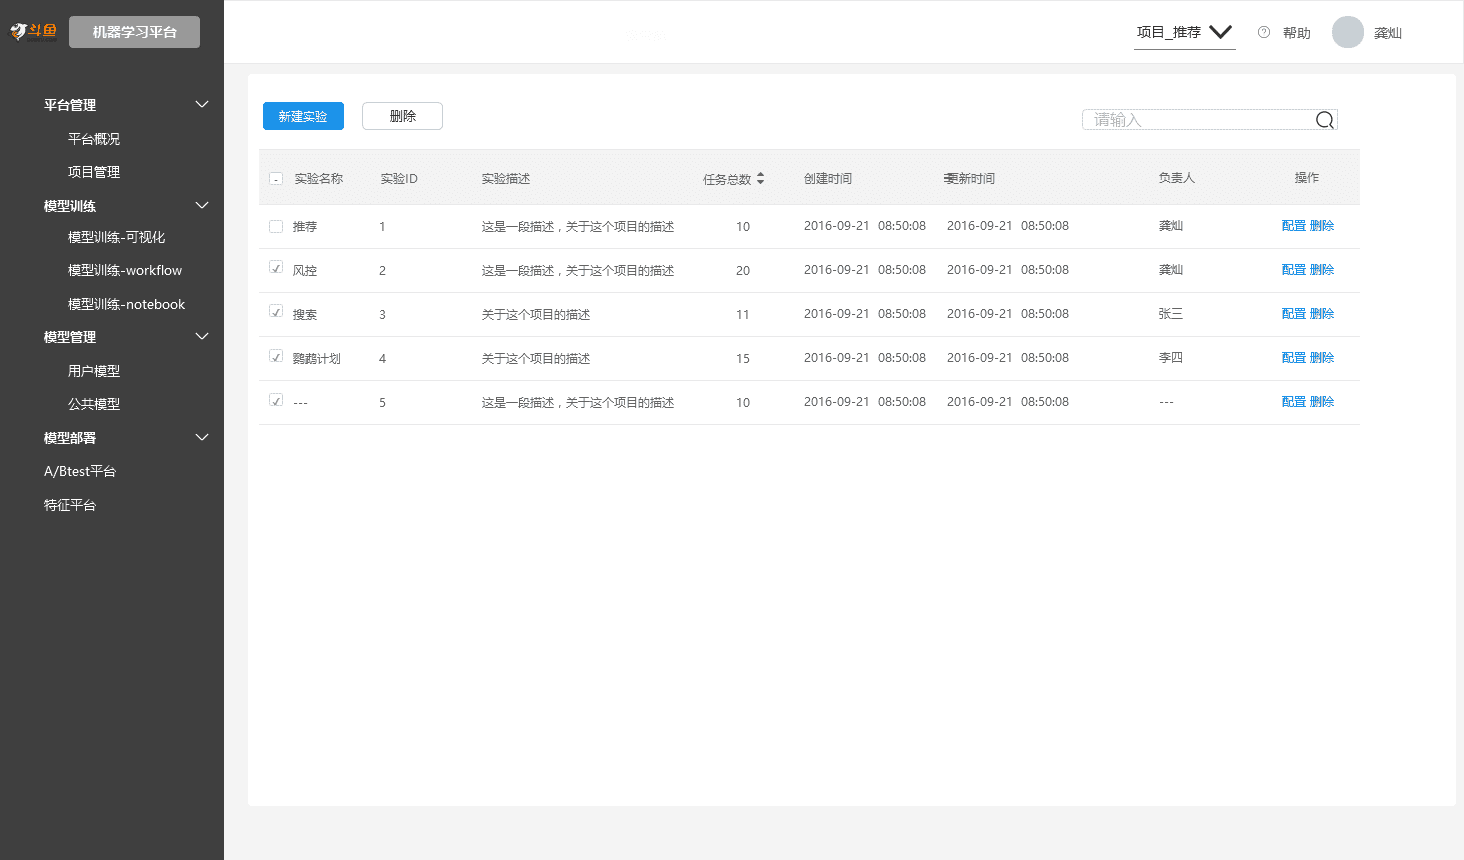 斗鱼 机器学习平台
项目_推荐 帮助 龚灿
平台管理
平台概况
项目管理
模型训练
模型训练-可视化
模型训练-workflow
模型训练-notebook
模型管理
用户模型
公共模型
模型部署
A/Btest平台
特征平台
新建实验 删除 请输入
实验名称 实验ID 实验描述 任务总数 创建时间 更新时间 负责人 操作
推荐 1 这是一段描述，关于这个项目的描述 10 2016-09-21 08:50:08 2016-09-21 08:50:08 龚灿 配置 删除
风控 2 这是一段描述，关于这个项目的描述 20 2016-09-21 08:50:08 2016-09-21 08:50:08 龚灿 配置 删除
搜索 3 关于这个项目的描述 11 2016-09-21 08:50:08 2016-09-21 08:50:08 张三 配置 删除
鹦鹉计划 4 关于这个项目的描述 15 2016-09-21 08:50:08 2016-09-21 08:50:08 李四 配置 删除
--- 5 这是一段描述，关于这个项目的描述 10 2016-09-21 08:50:08 2016-09-21 08:50:08 --- 配置 删除